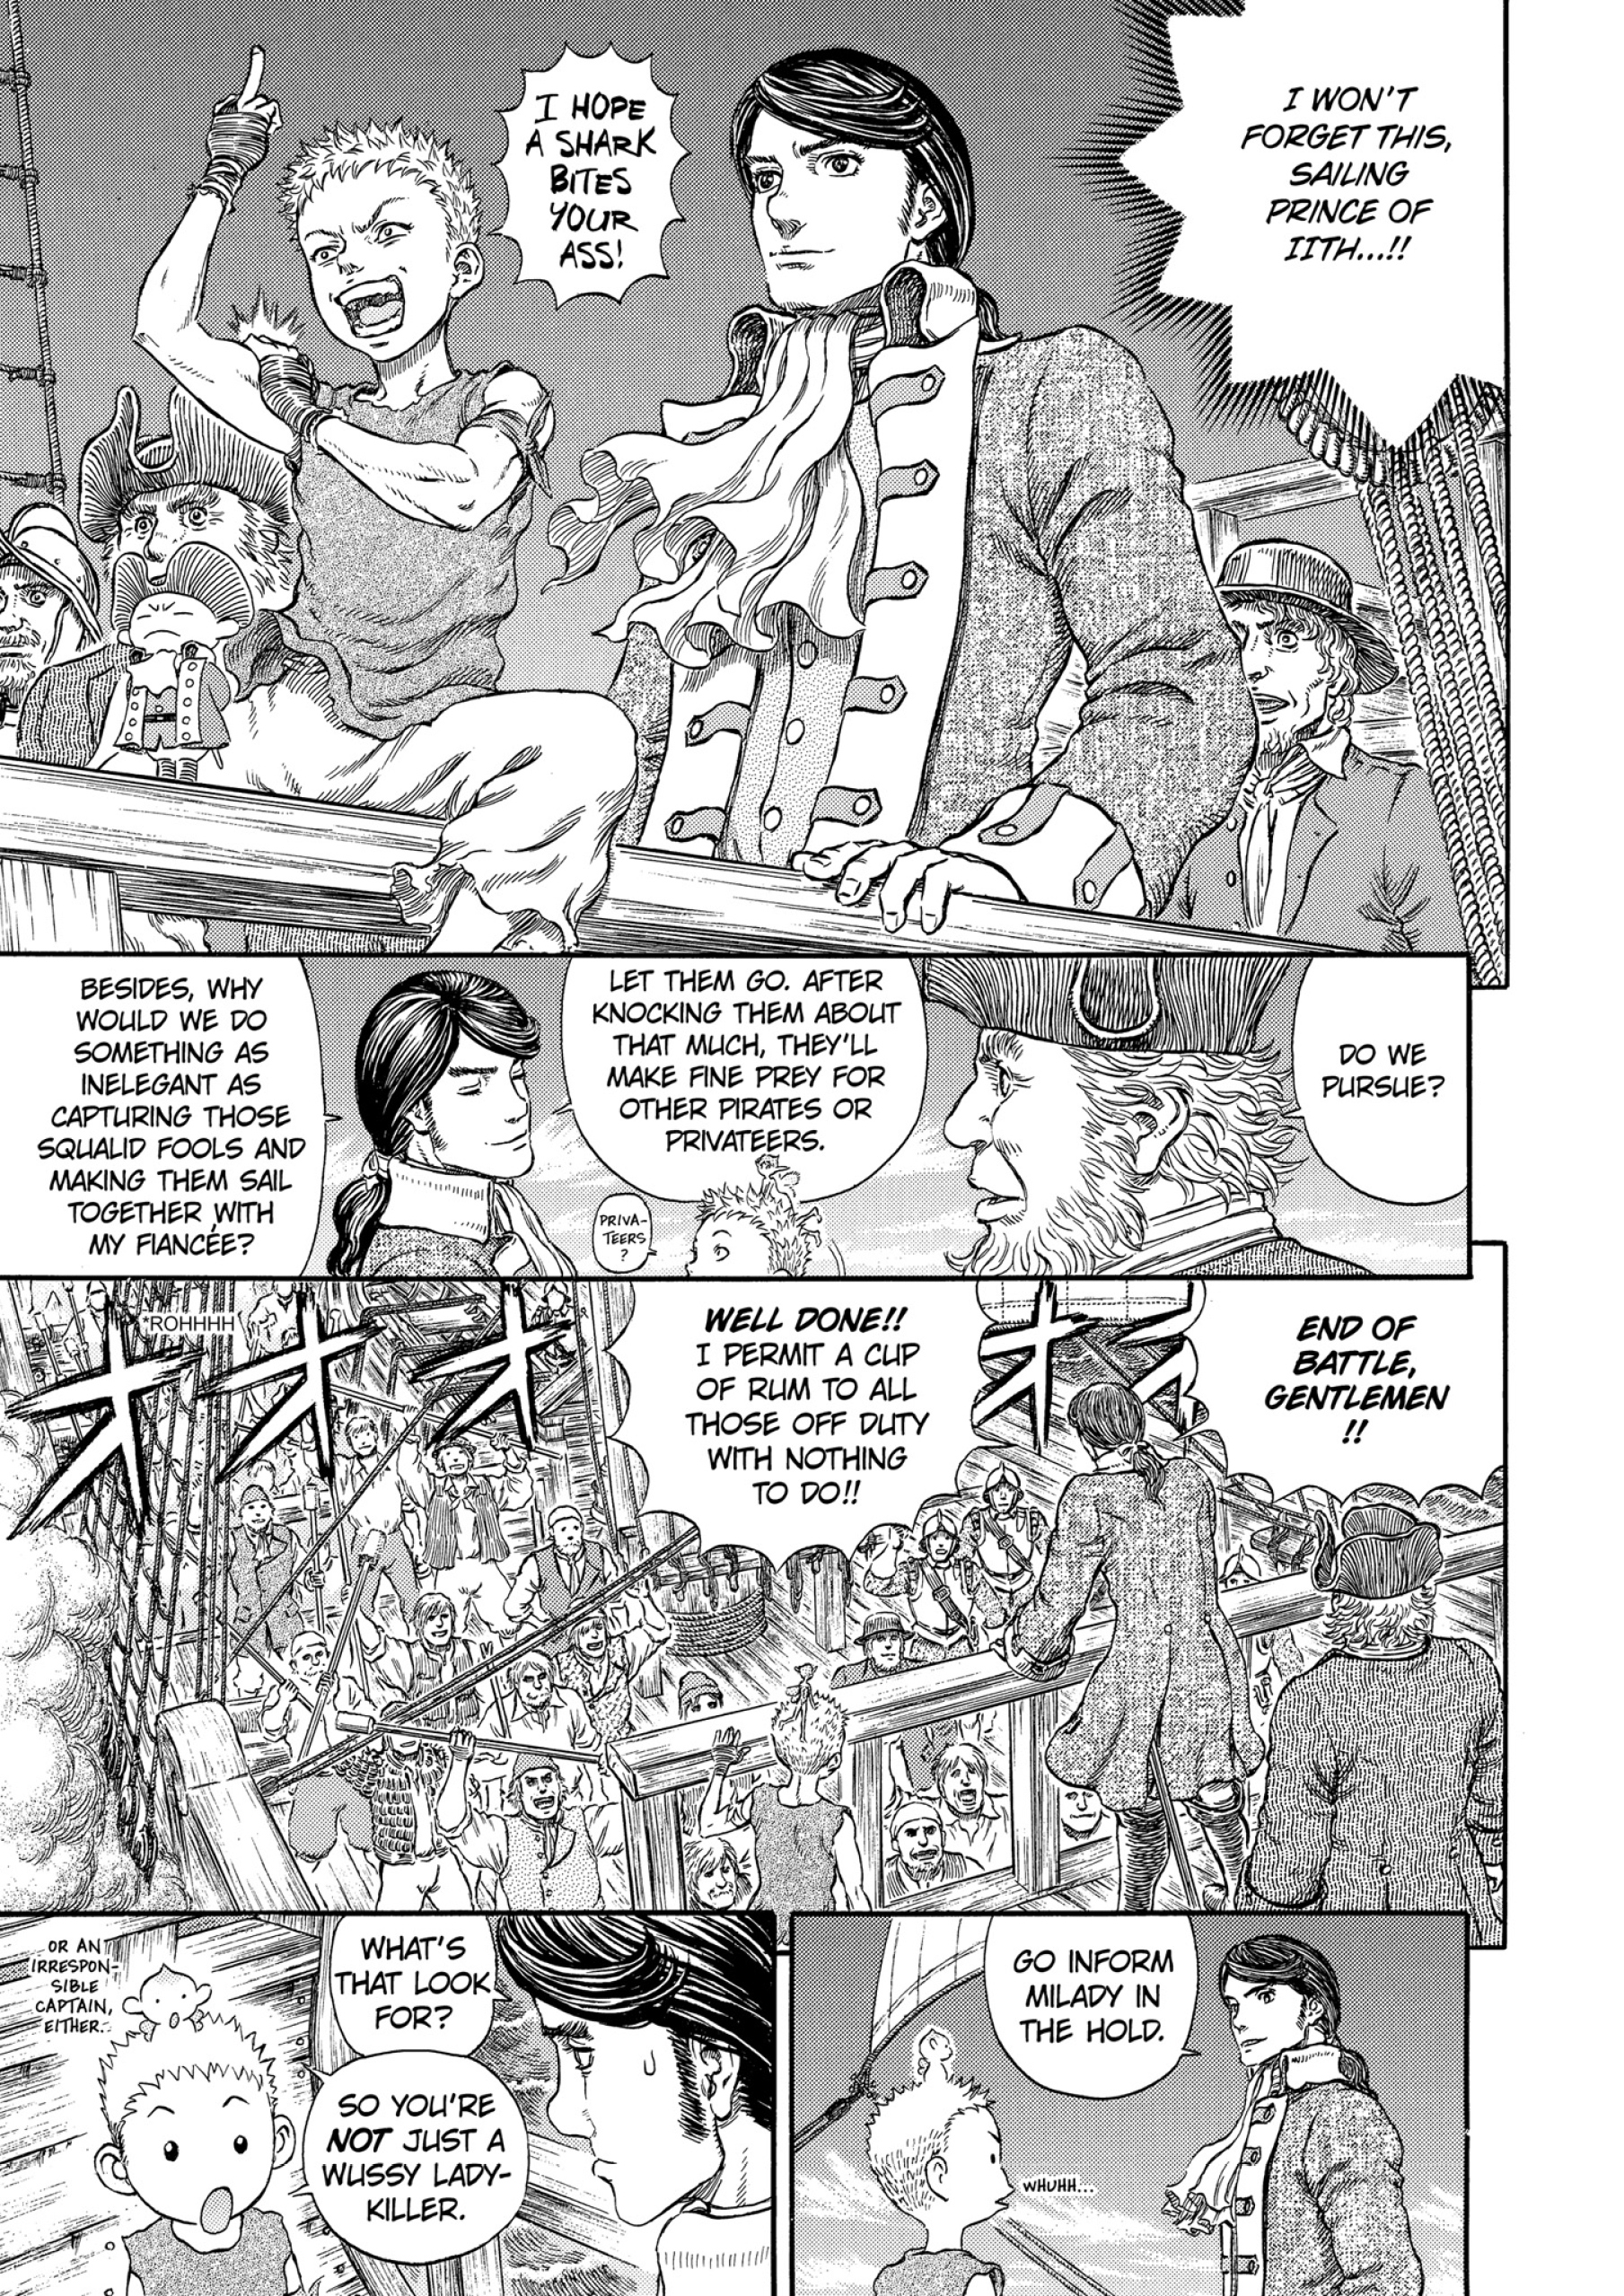 I WON'T
FORGET THIS,
SAILING
PRINCE OF
IITH...!!
I HOPE
A SHARK
BITES
YOUR
ASS!
DO WE
PURSUE?
LET THEM GO. AFTER
KNOCKING THEM ABOUT
THAT MUCH, THEY'LL
MAKE FINE PREY FOR
OTHER PIRATES OR
PRIVATEERS.
PRIVA-
TEERS
?
BESIDES, WHY
WOULD WE DO
SOMETHING AS
INELEGANT AS
CAPTURING THOSE
SQUALID FOOLS AND
MAKING THEM SAIL
TOGETHER WITH
MY FIANCÉE?
END OF
BATTLE,
GENTLEMEN
!!
WELL DONE!!
I PERMIT A CUP
OF RUM TO ALL
THOSE OFF DUTY
WITH NOTHING
TO DO!!
オオオオオ
*ROHHHH
GO INFORM
MILADY IN
THE HOLD.
WHUHH...
WHAT'S
THAT LOOK
FOR?
SO YOU'RE
NOT JUST A
WUSSY LADY-
KILLER.
OR AN
IRRESPON-
SIBLE
CAPTAIN,
EITHER.